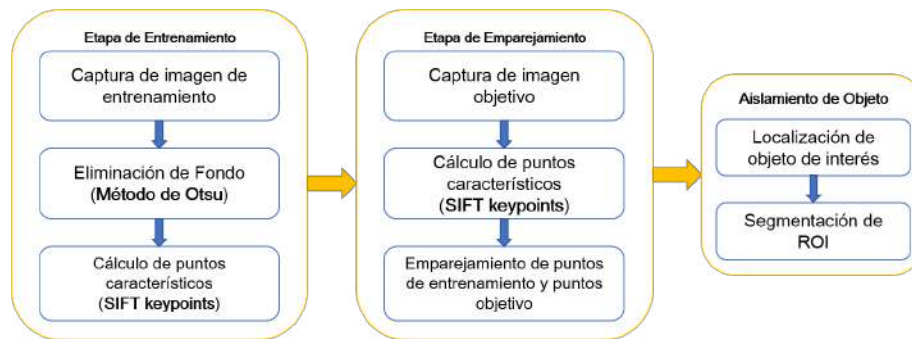 Etapa de Entrenamiento
Captura de imagen de
entrenamiento
Eliminación de Fondo
(Método de Otsu)
Cálculo de puntos
característicos
(SIFT keypoints)
Etapa de Emparejamiento
Captura de imagen
objetivo
Cálculo de puntos
característicos
(SIFT keypoints)
Emparejamiento de puntos
de entrenamiento y puntos
objetivo
Aislamiento de Objeto
Localización de
objeto de interés
Segmentación de
ROI